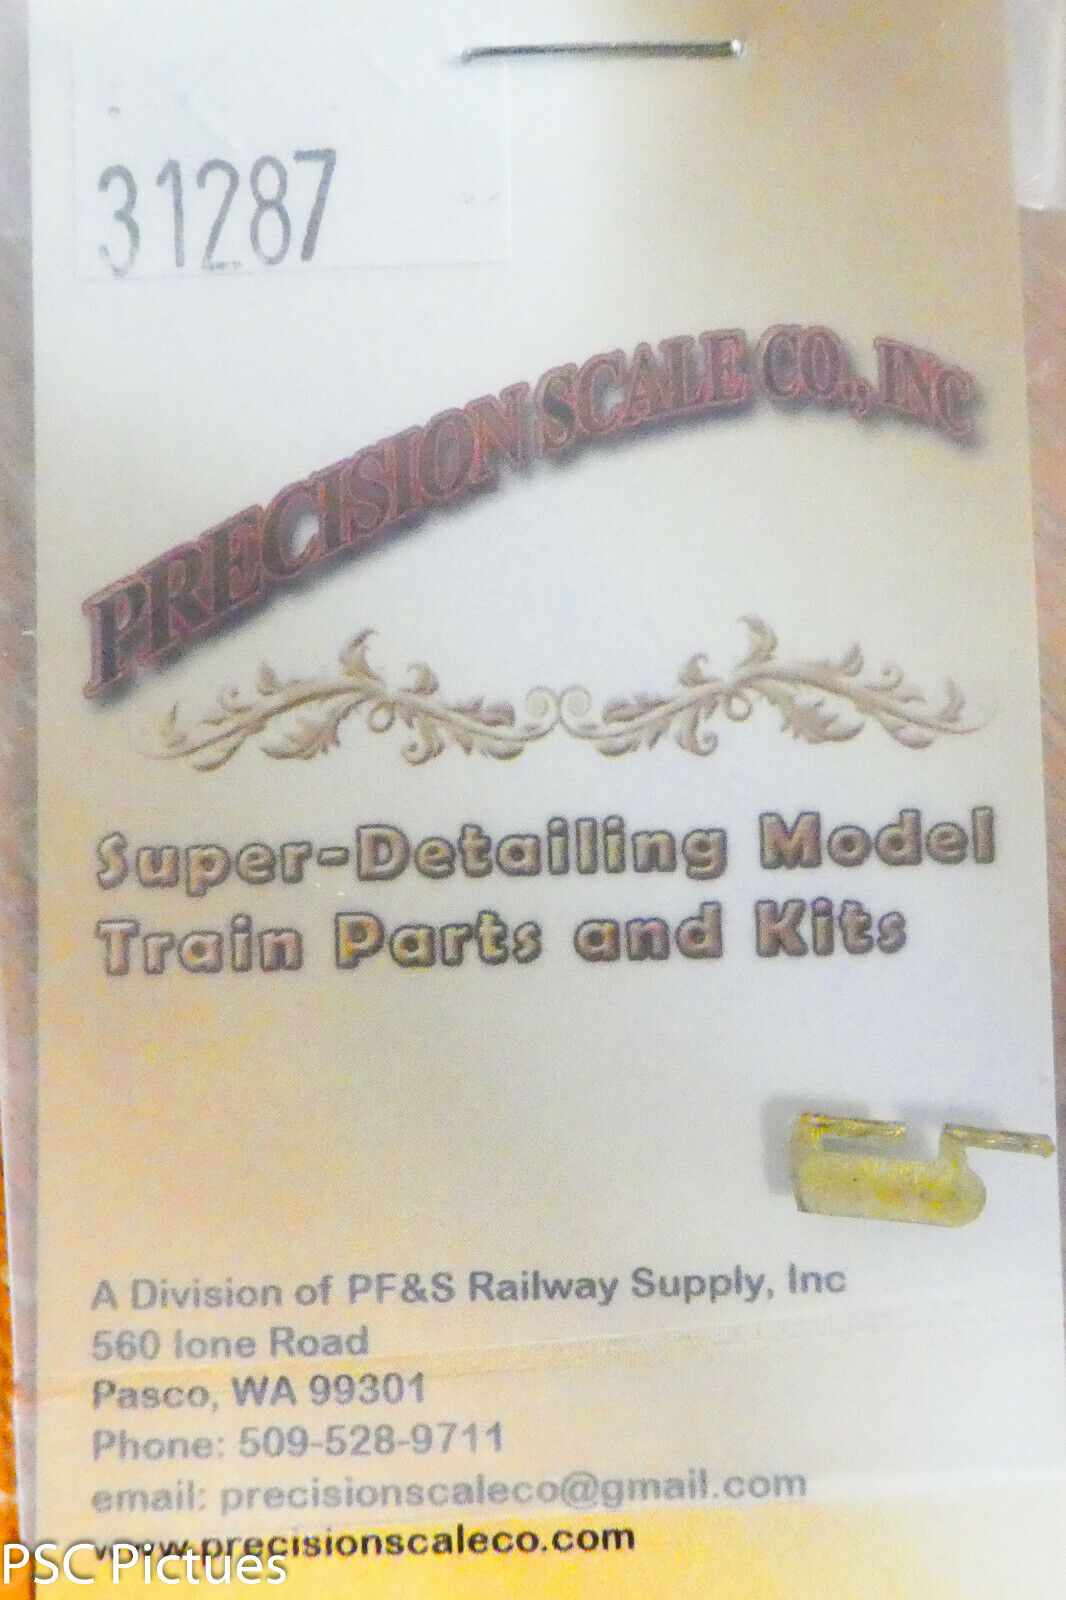 31287
PRECISION SCALE CO., INC
Super-Detailing Model
Train Parts and Kits
A Division of PF&S Railway Supply, Inc
560 Ione Road
Pasco, WA 99301
Phone: 509-528-9711
email: precisionscaleco@gmail.com
www.precisionscaleco.com
PSC Pictues